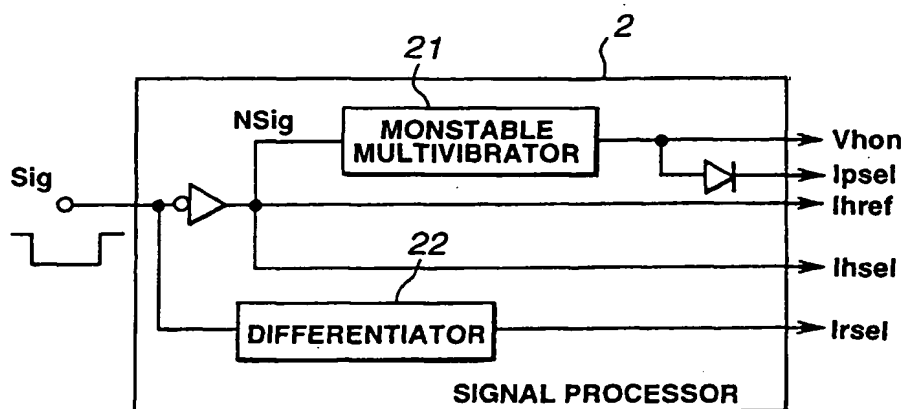 2
21
NSig
MONSTABLE
MULTIVIBRATOR
Vhon
Sig
Ipsel
Ihref
22
Ihsel
DIFFERENTIATOR
Irsel
SIGNAL PROCESSOR